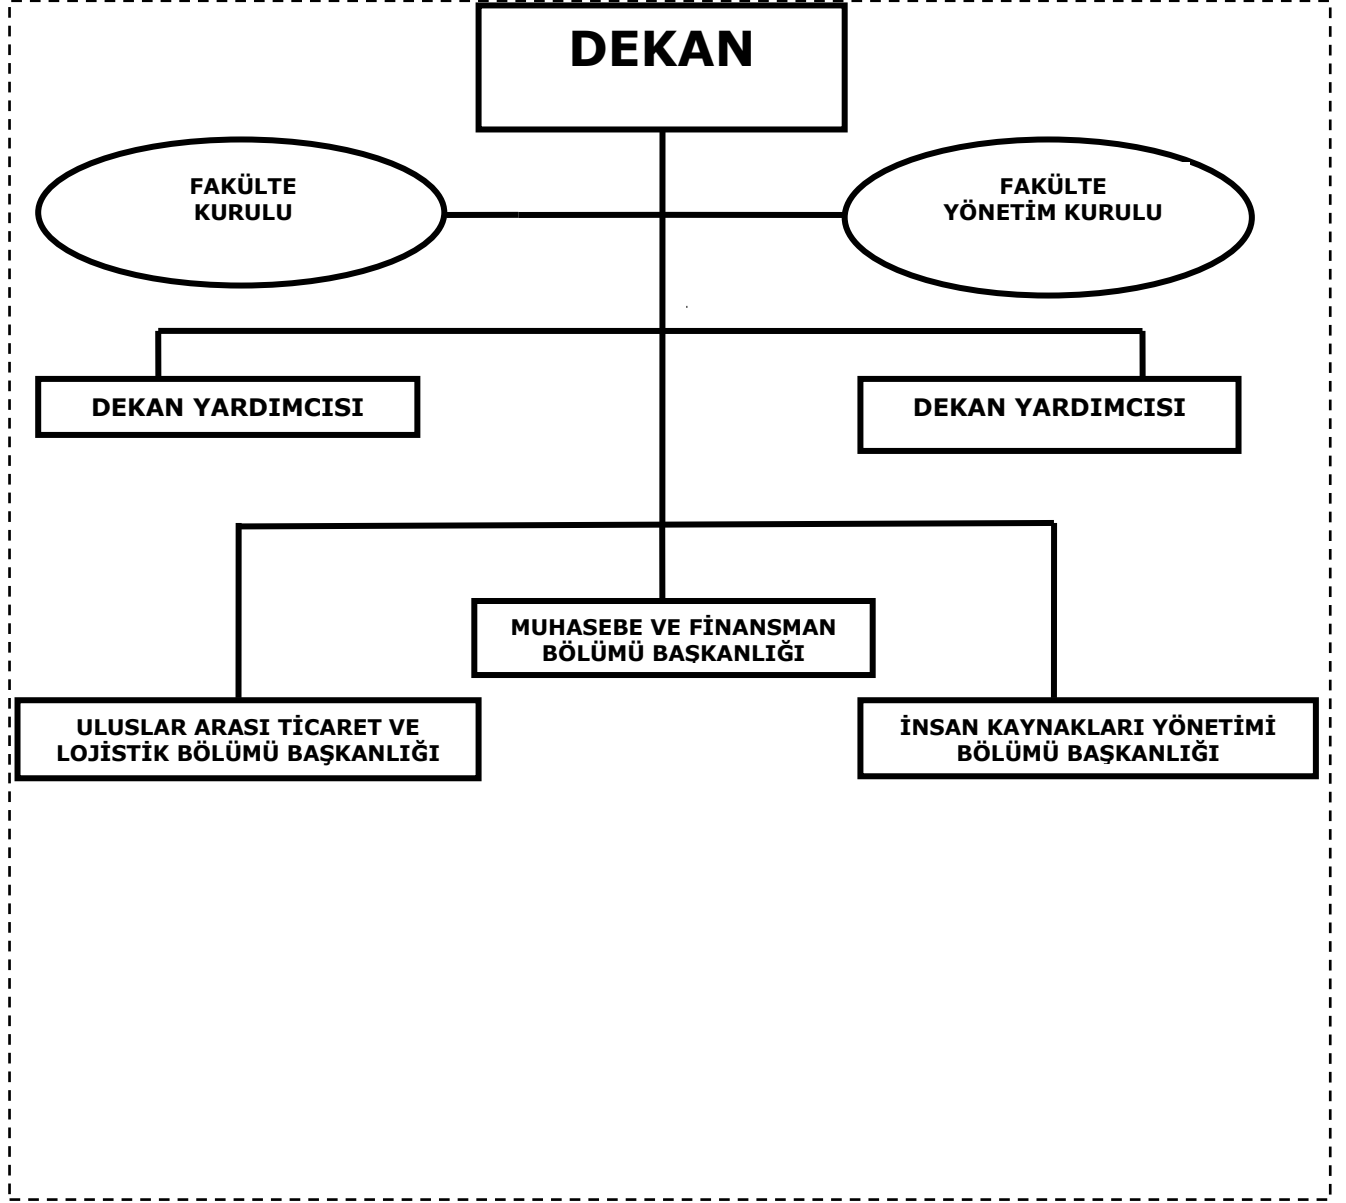 DEKAN
FAKÜLTE
KURULU
FAKÜLTE
YÖNETİM KURULU
DEKAN YARDIMCISI
DEKAN YARDIMCISI
MUHASEBE VE FİNANSMAN
BÖLÜMÜ BAŞKANLIĞI
ULUSLAR ARASI TİCARET VE
LOJİSTİK BÖLÜMÜ BAŞKANLIĞI
İNSAN KAYNAKLARI YÖNETİMİ
BÖLÜMÜ BAŞKANLIĞI